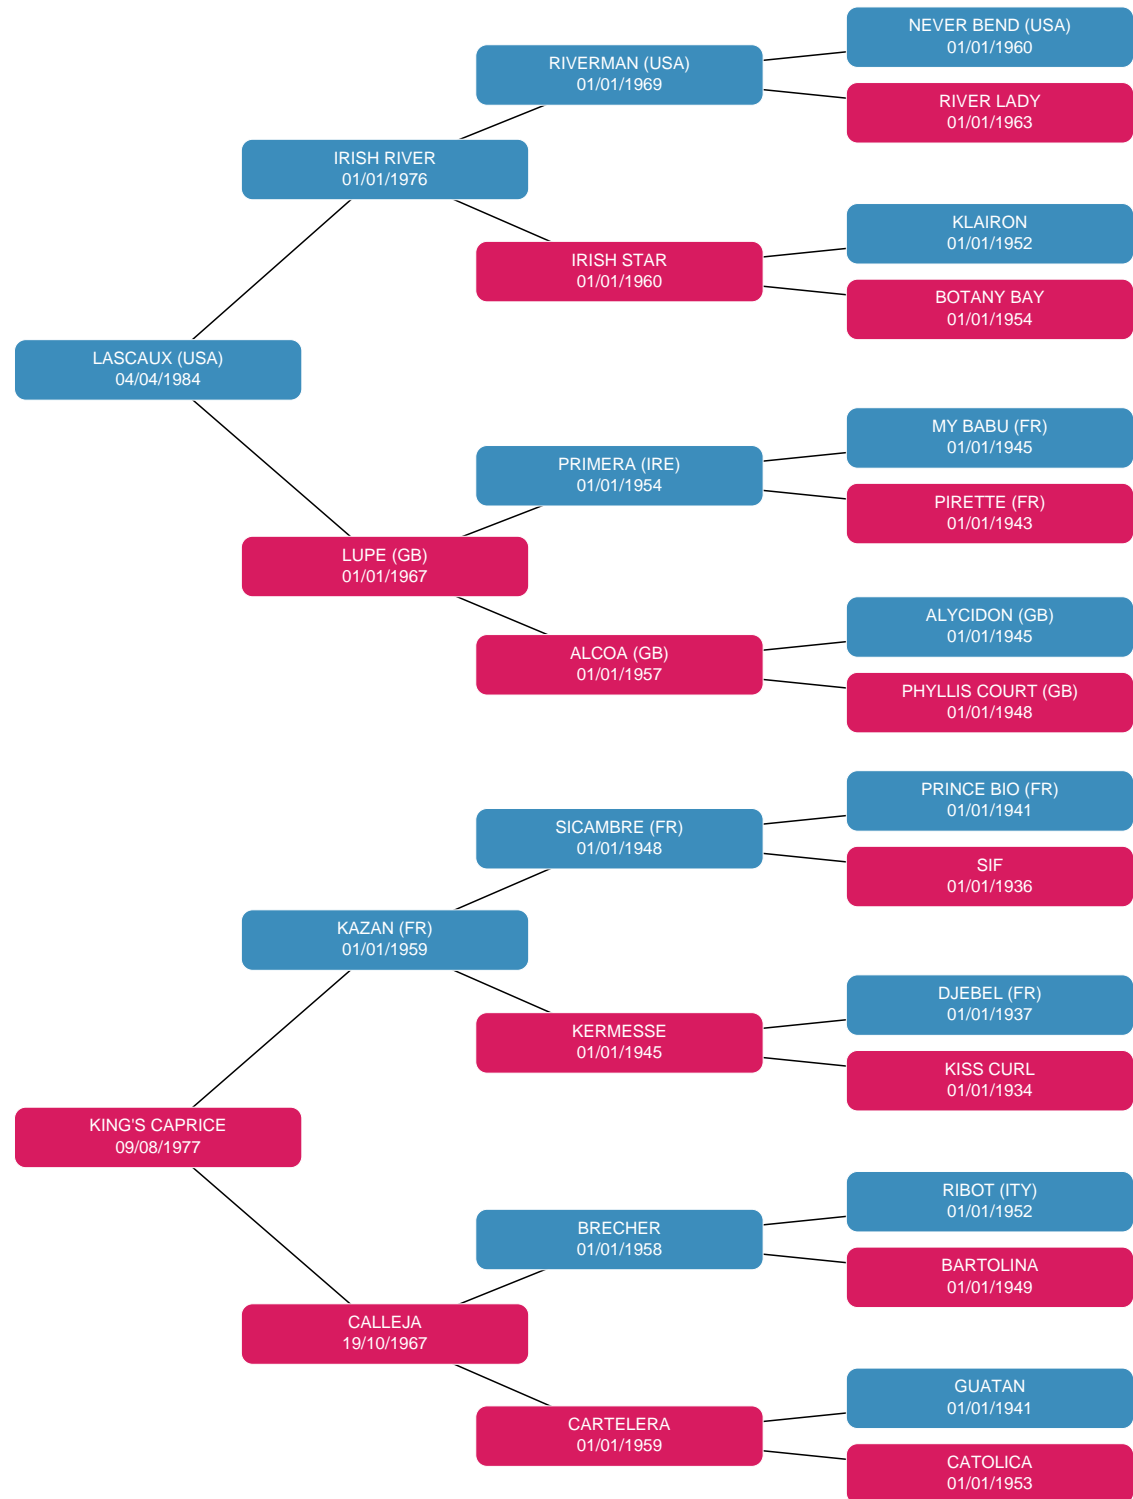 NEVER BEND (USA)
01/01/1960
RIVERMAN (USA)
01/01/1969
RIVER LADY
01/01/1963
IRISH RIVER
01/01/1976
KLAIRON
01/01/1952
IRISH STAR
01/01/1960
BOTANY BAY
01/01/1954
LASCAUX (USA)
04/04/1984
MY BABU (FR)
01/01/1945
PRIMERA (IRE)
01/01/1954
PIRETTE (FR)
01/01/1943
LUPE (GB)
01/01/1967
ALYCIDON (GB)
01/01/1945
ALCOA (GB)
01/01/1957
PHYLLIS COURT (GB)
01/01/1948
PRINCE BIO (FR)
01/01/1941
SICAMBRE (FR)
01/01/1948
SIF
01/01/1936
KAZAN (FR)
01/01/1959
DJEBEL (FR)
01/01/1937
KERMESSE
01/01/1945
KISS CURL
01/01/1934
KING'S CAPRICE
09/08/1977
RIBOT (ITY)
01/01/1952
BRECHER
01/01/1958
BARTOLINA
01/01/1949
CALLEJA
19/10/1967
GUATAN
01/01/1941
CARTELERA
01/01/1959
CATOLICA
01/01/1953